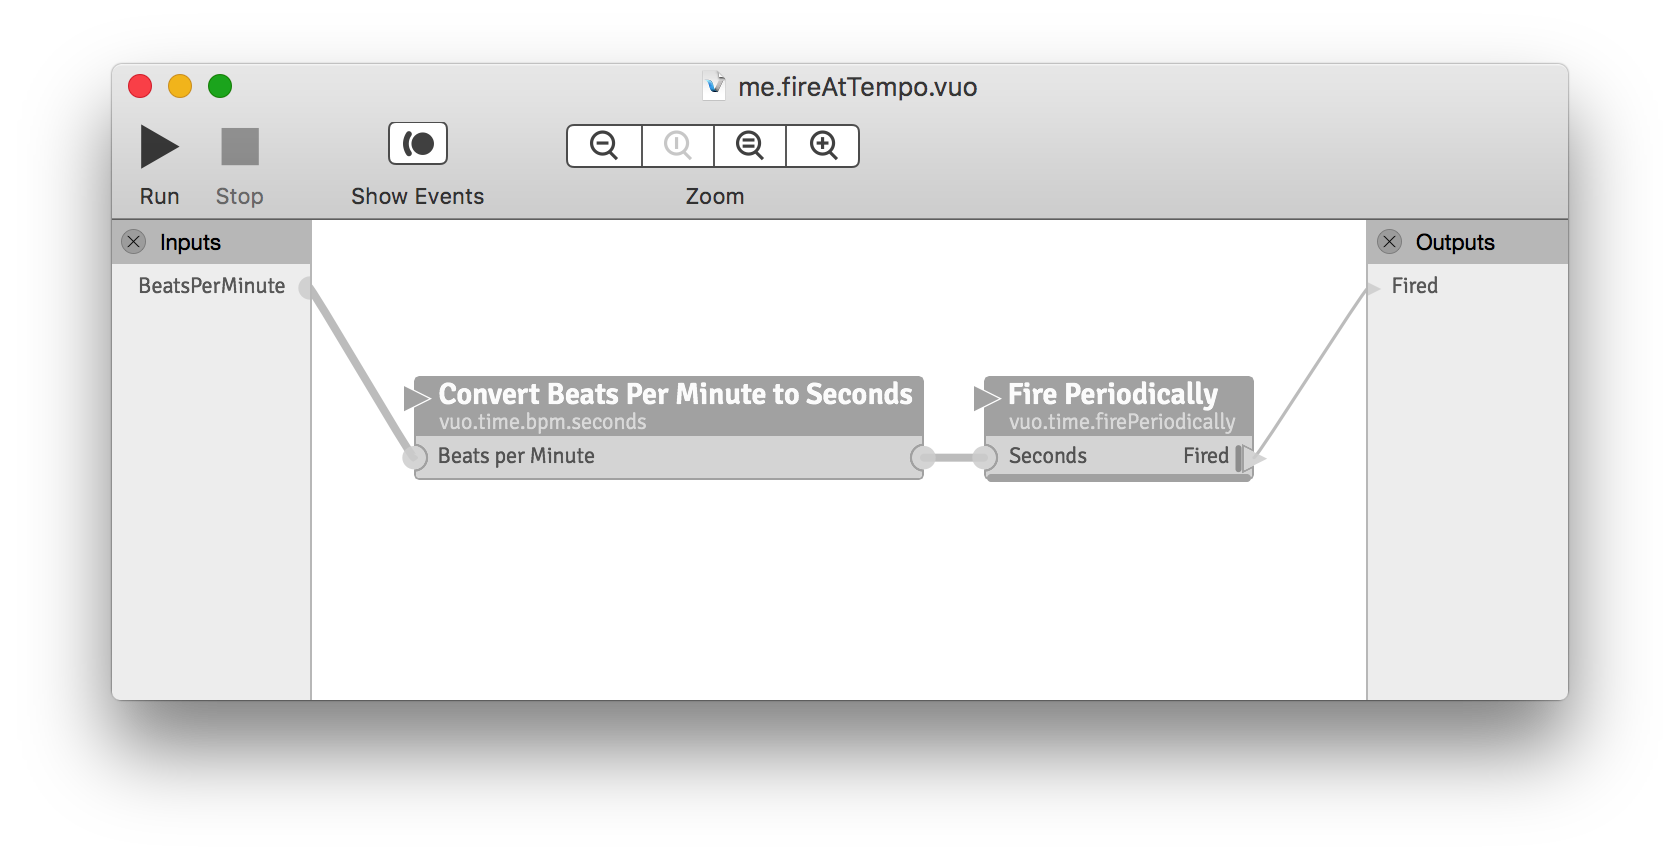 me.fireAtTempo.vuo
Run
Stop
Show Events
Zoom
Inputs
Outputs
BeatsPerMinute
Fired
Convert Beats Per Minute to Seconds
vuo.time.bpm.seconds
Beats per Minute
Fire Periodically
vuo.time.firePeriodically
Seconds
Fired